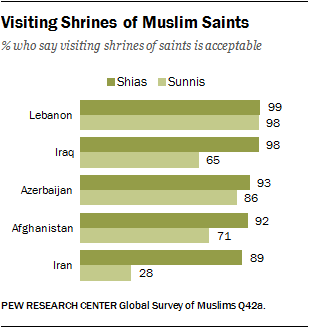 Visiting Shrines of Muslim Saints
% who say visiting shrines of saints is acceptable
Shias Sunnis
Lebanon 99
98
Iraq 98
65
Azerbaijan 93
86
Afghanistan 92
71
Iran 89
28
PEW RESEARCH CENTER Global Survey of Muslims Q42a.